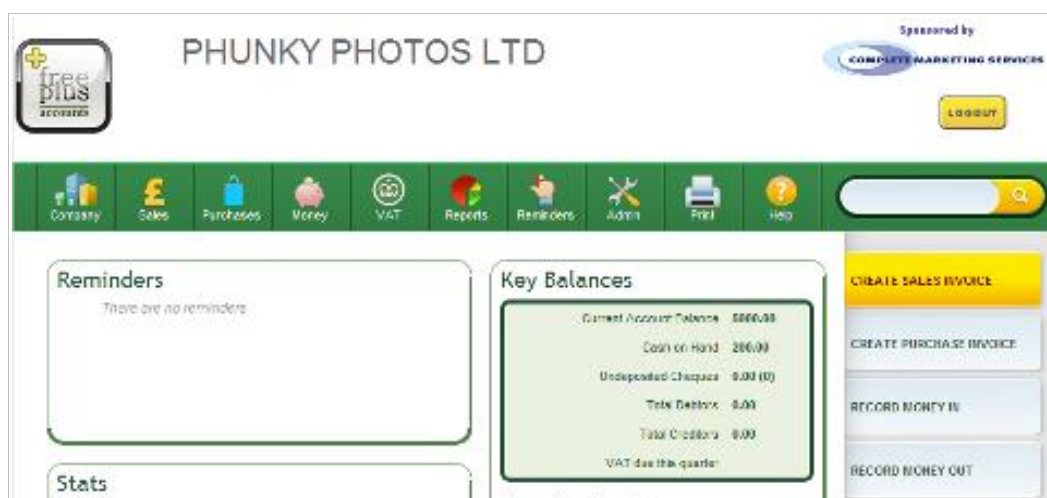 Sponsored by
PHUNKY PHOTOS LTD
COMPLETE MARKETING SERVICES
free
plus
accounts
LOGOUT
Company Sales Purchases Money VAT Reports Reminders Admin Print Help
Reminders
There are no reminders
Key Balances
Current Account Balance 5000.00
Cash on Hand 200.00
Undeposited Cheques 0.00 (0)
Total Debtors 0.00
Total Creditors 0.00
VAT due this quarter
CREATE SALES INVOICE
CREATE PURCHASE INVOICE
RECORD MONEY IN
RECORD MONEY OUT
Stats